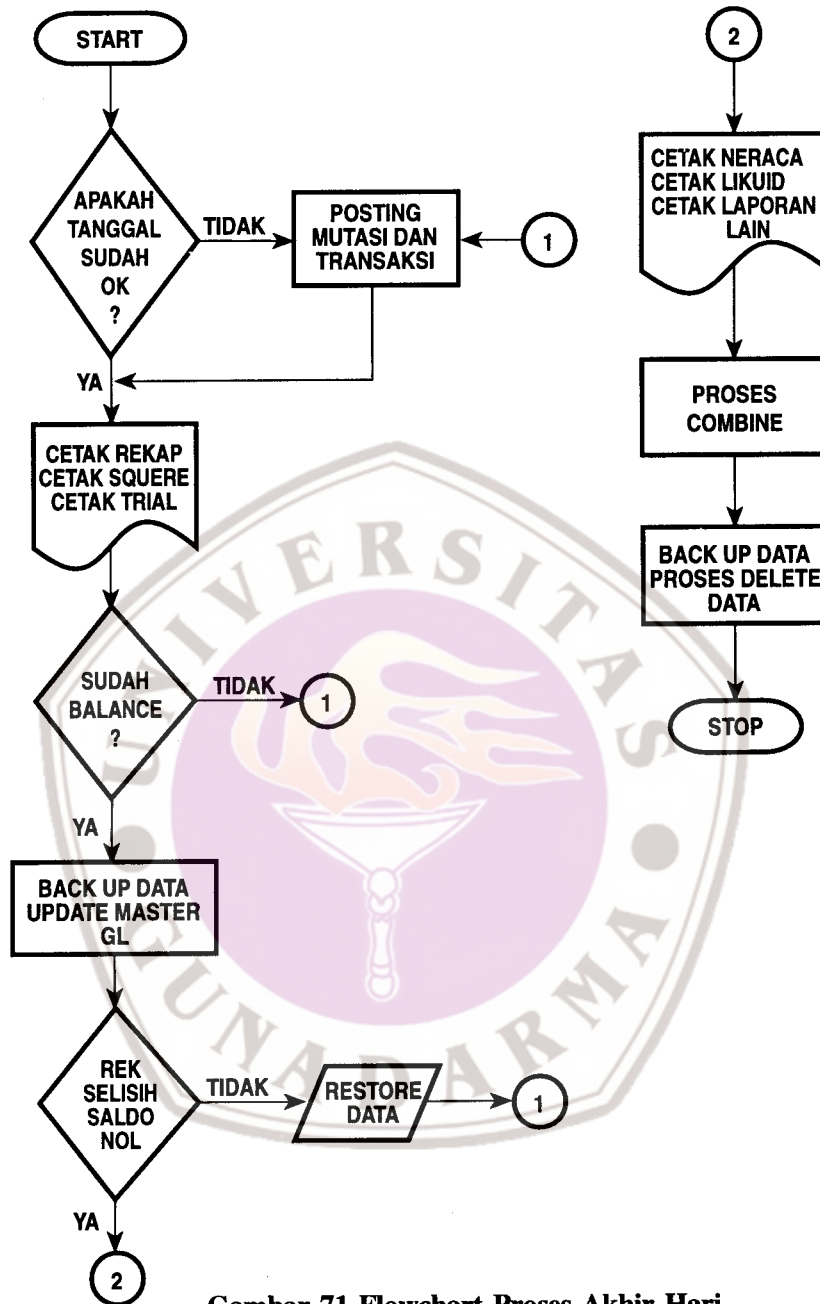 START
APAKAH
TANGGAL
SUDAH
OK
?
TIDAK
POSTING
MUTASI DAN
TRANSAKSI
1
YA
CETAK REKAP
CETAK SQUERE
CETAK TRIAL
SUDAH
BALANCE
?
TIDAK
1
YA
BACK UP DATA
UPDATE MASTER
GL
REK
SELISIH
SALDO
NOL
TIDAK
RESTORE
DATA
1
YA
2
2
CETAK NERACA
CETAK LIKUID
CETAK LAPORAN
LAIN
PROSES
COMBINE
BACK UP DATA
PROSES DELETE
DATA
STOP
UNIVERSITAS
GUNADARMA
Gambar 71 Flowchart Proses Akhir Hari